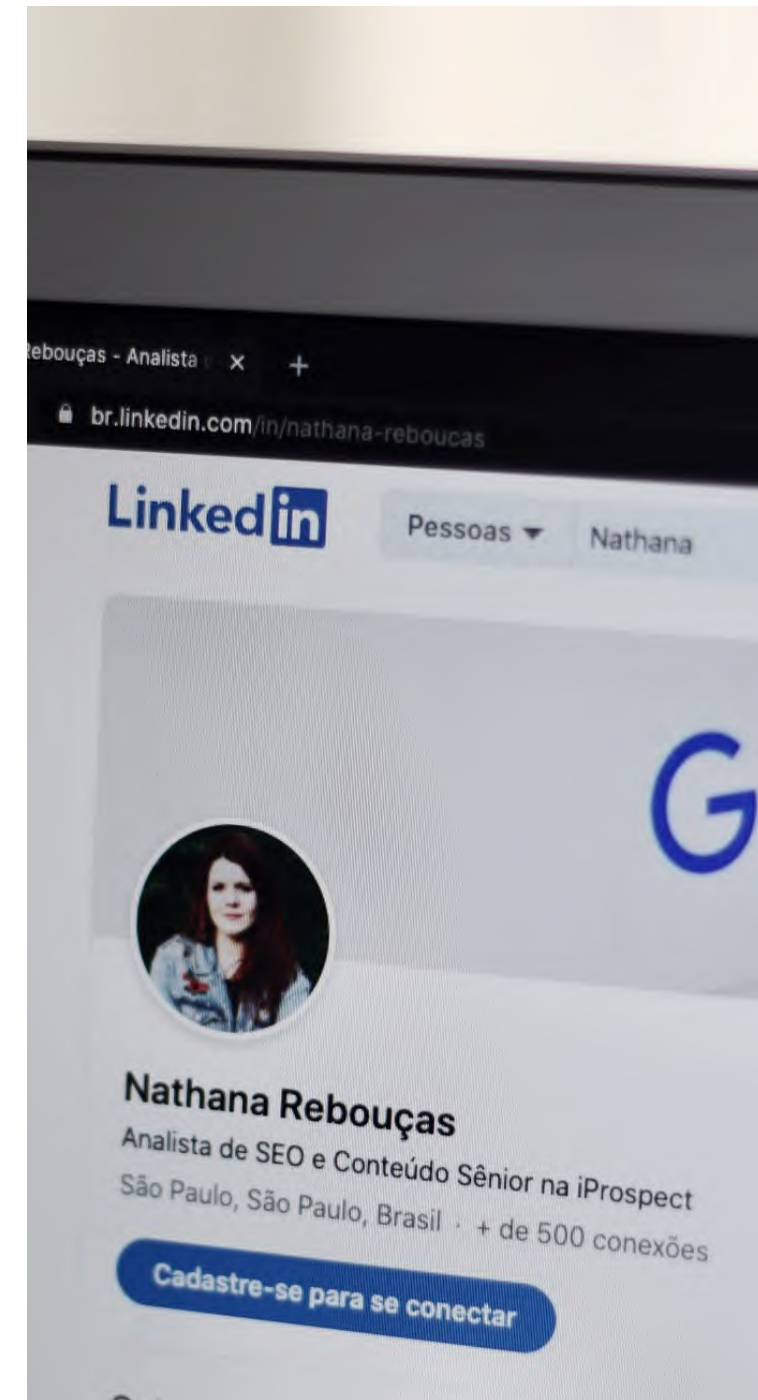 Rebouças - Analista
br.linkedin.com/in/nathana-reboucas
Linked in Pessoas Nathana
G
Nathana Rebouças
Analista de SEO e Conteúdo Sênior na iProspect
São Paulo, São Paulo, Brasil · + de 500 conexões
Cadastre-se para se conectar